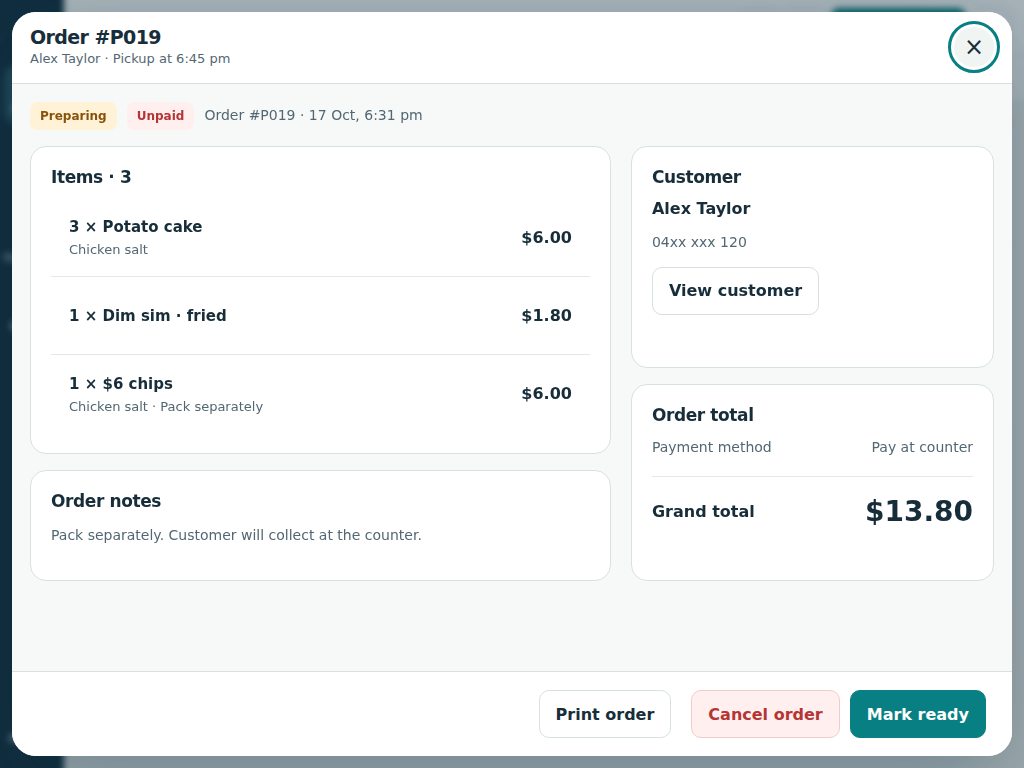 Order #P019
Alex Taylor · Pickup at 6:45 pm
×
Preparing Unpaid Order #P019 · 17 Oct, 6:31 pm
Items · 3
3 × Potato cake $6.00
Chicken salt
1 × Dim sim · fried $1.80
1 × $6 chips $6.00
Chicken salt · Pack separately
Order notes
Pack separately. Customer will collect at the counter.
Customer
Alex Taylor
04xx xxx 120
View customer
Order total
Payment method Pay at counter
Grand total $13.80
Print order Cancel order Mark ready